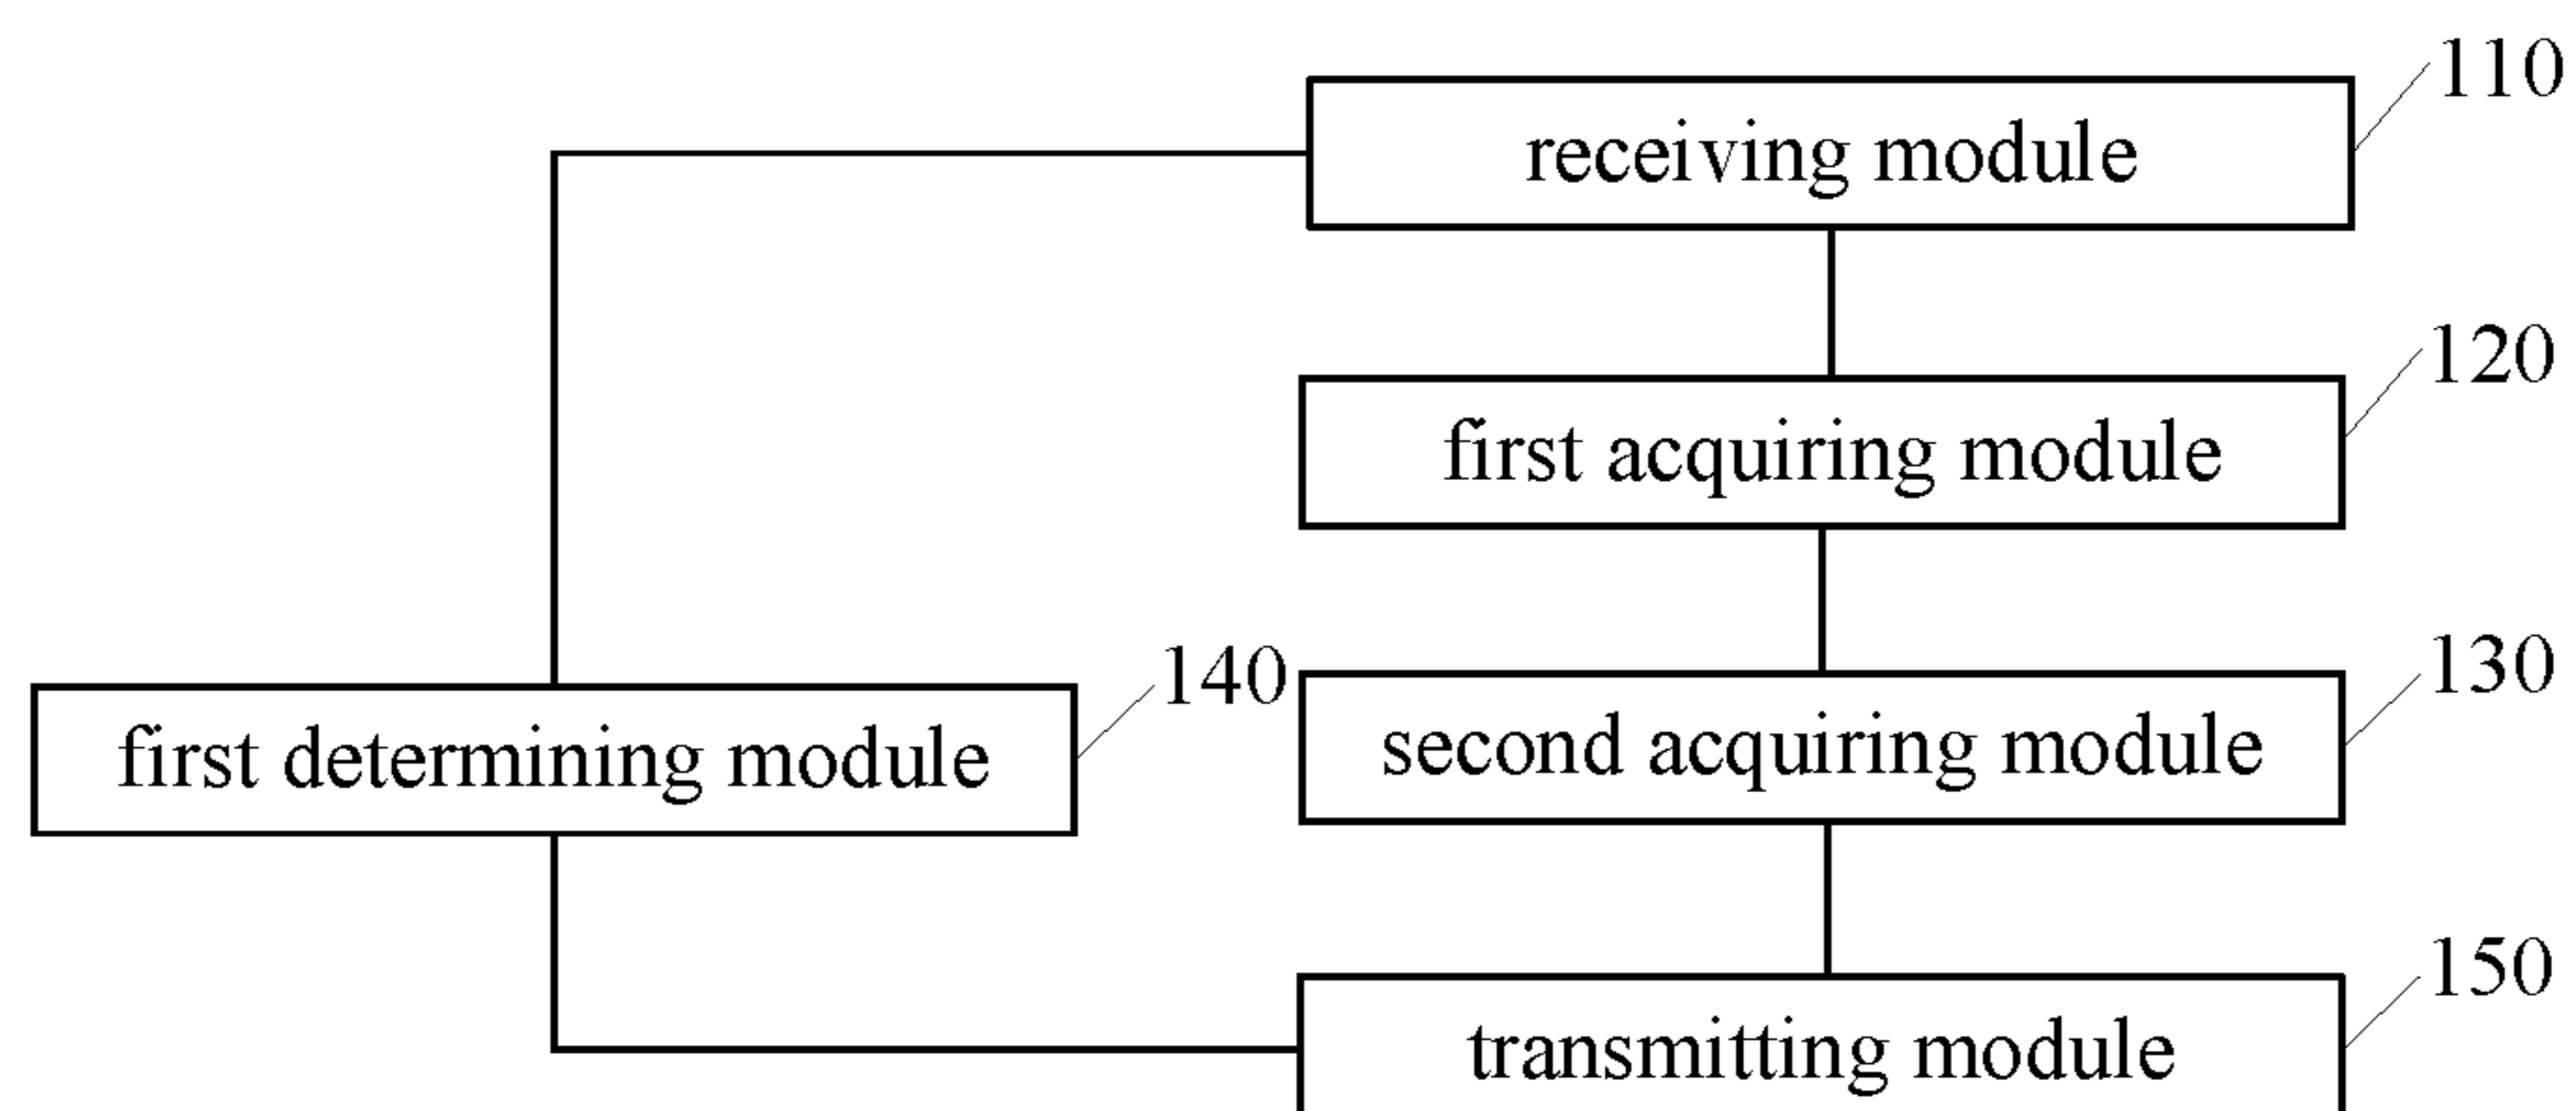 110
receiving module
120
first acquiring module
140
130
first determining module
second acquiring module
150
transmitting module